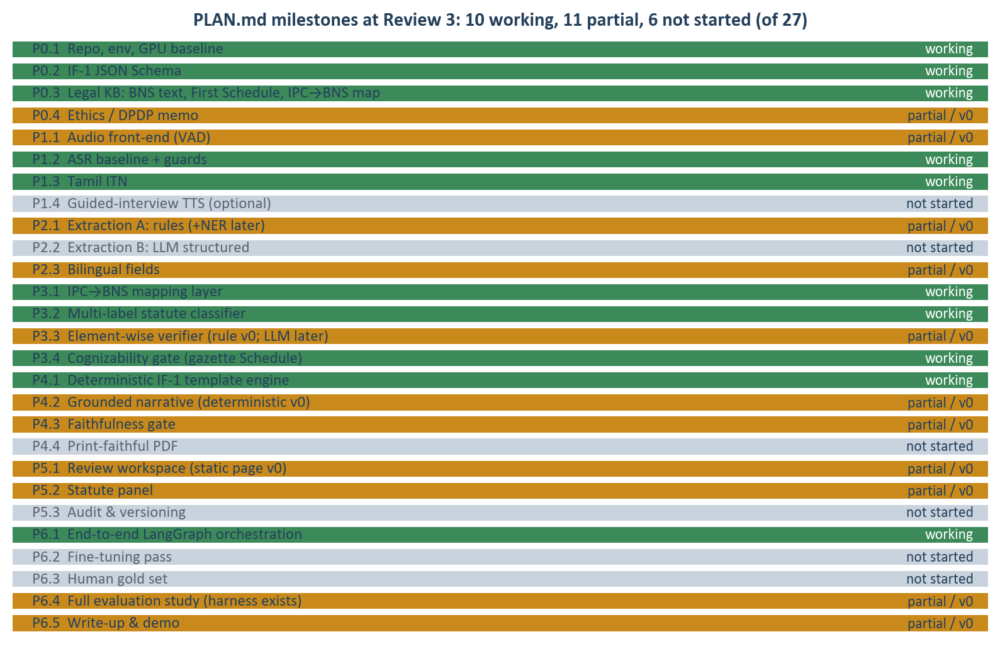 PLAN.md milestones at Review 3: 10 working, 11 partial, 6 not started (of 27)
P0.1 Repo, env, GPU baseline working
P0.2 IF-1 JSON Schema working
P0.3 Legal KB: BNS text, First Schedule, IPC→BNS map working
P0.4 Ethics / DPDP memo partial / v0
P1.1 Audio front-end (VAD) partial / v0
P1.2 ASR baseline + guards working
P1.3 Tamil ITN working
P1.4 Guided-interview TTS (optional) not started
P2.1 Extraction A: rules (+NER later) partial / v0
P2.2 Extraction B: LLM structured not started
P2.3 Bilingual fields partial / v0
P3.1 IPC→BNS mapping layer working
P3.2 Multi-label statute classifier working
P3.3 Element-wise verifier (rule v0; LLM later) partial / v0
P3.4 Cognizability gate (gazette Schedule) working
P4.1 Deterministic IF-1 template engine working
P4.2 Grounded narrative (deterministic v0) partial / v0
P4.3 Faithfulness gate partial / v0
P4.4 Print-faithful PDF not started
P5.1 Review workspace (static page v0) partial / v0
P5.2 Statute panel partial / v0
P5.3 Audit & versioning not started
P6.1 End-to-end LangGraph orchestration working
P6.2 Fine-tuning pass not started
P6.3 Human gold set not started
P6.4 Full evaluation study (harness exists) partial / v0
P6.5 Write-up & demo partial / v0